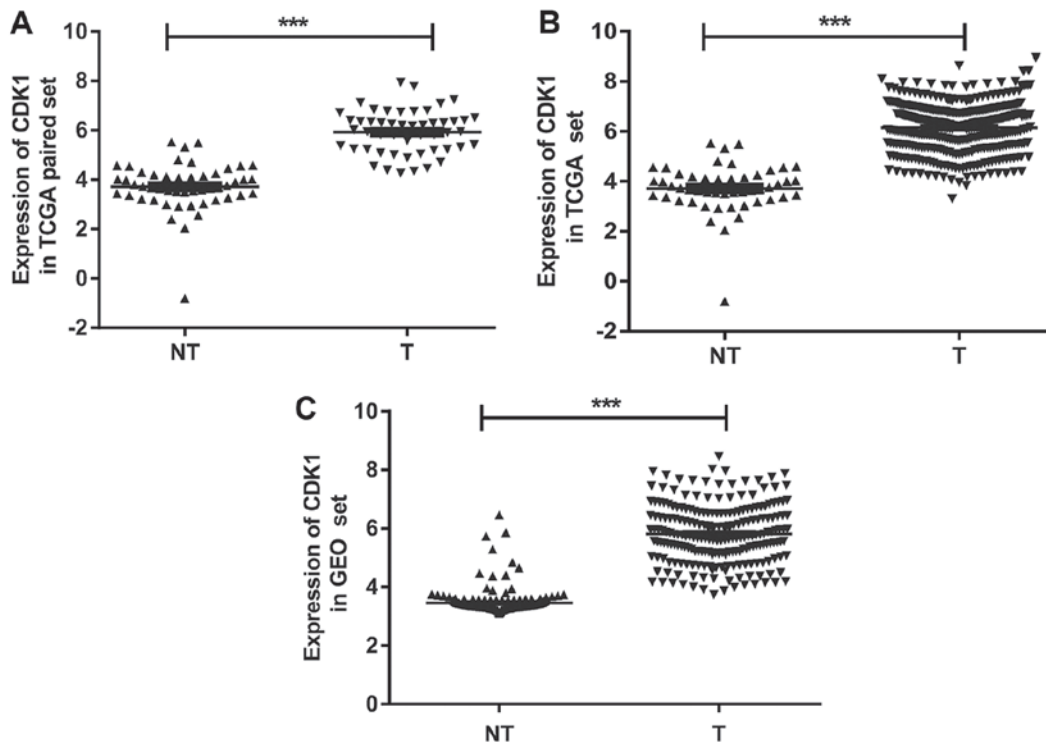 A
Expression of CDK1
in TCGA paired set
***
10
8
6
4
2
0
-2
NT
T
B
Expression of CDK1
in TCGA set
***
10
8
6
4
2
0
-2
NT
T
C
Expression of CDK1
in GEO set
***
10
8
6
4
2
0
NT
T